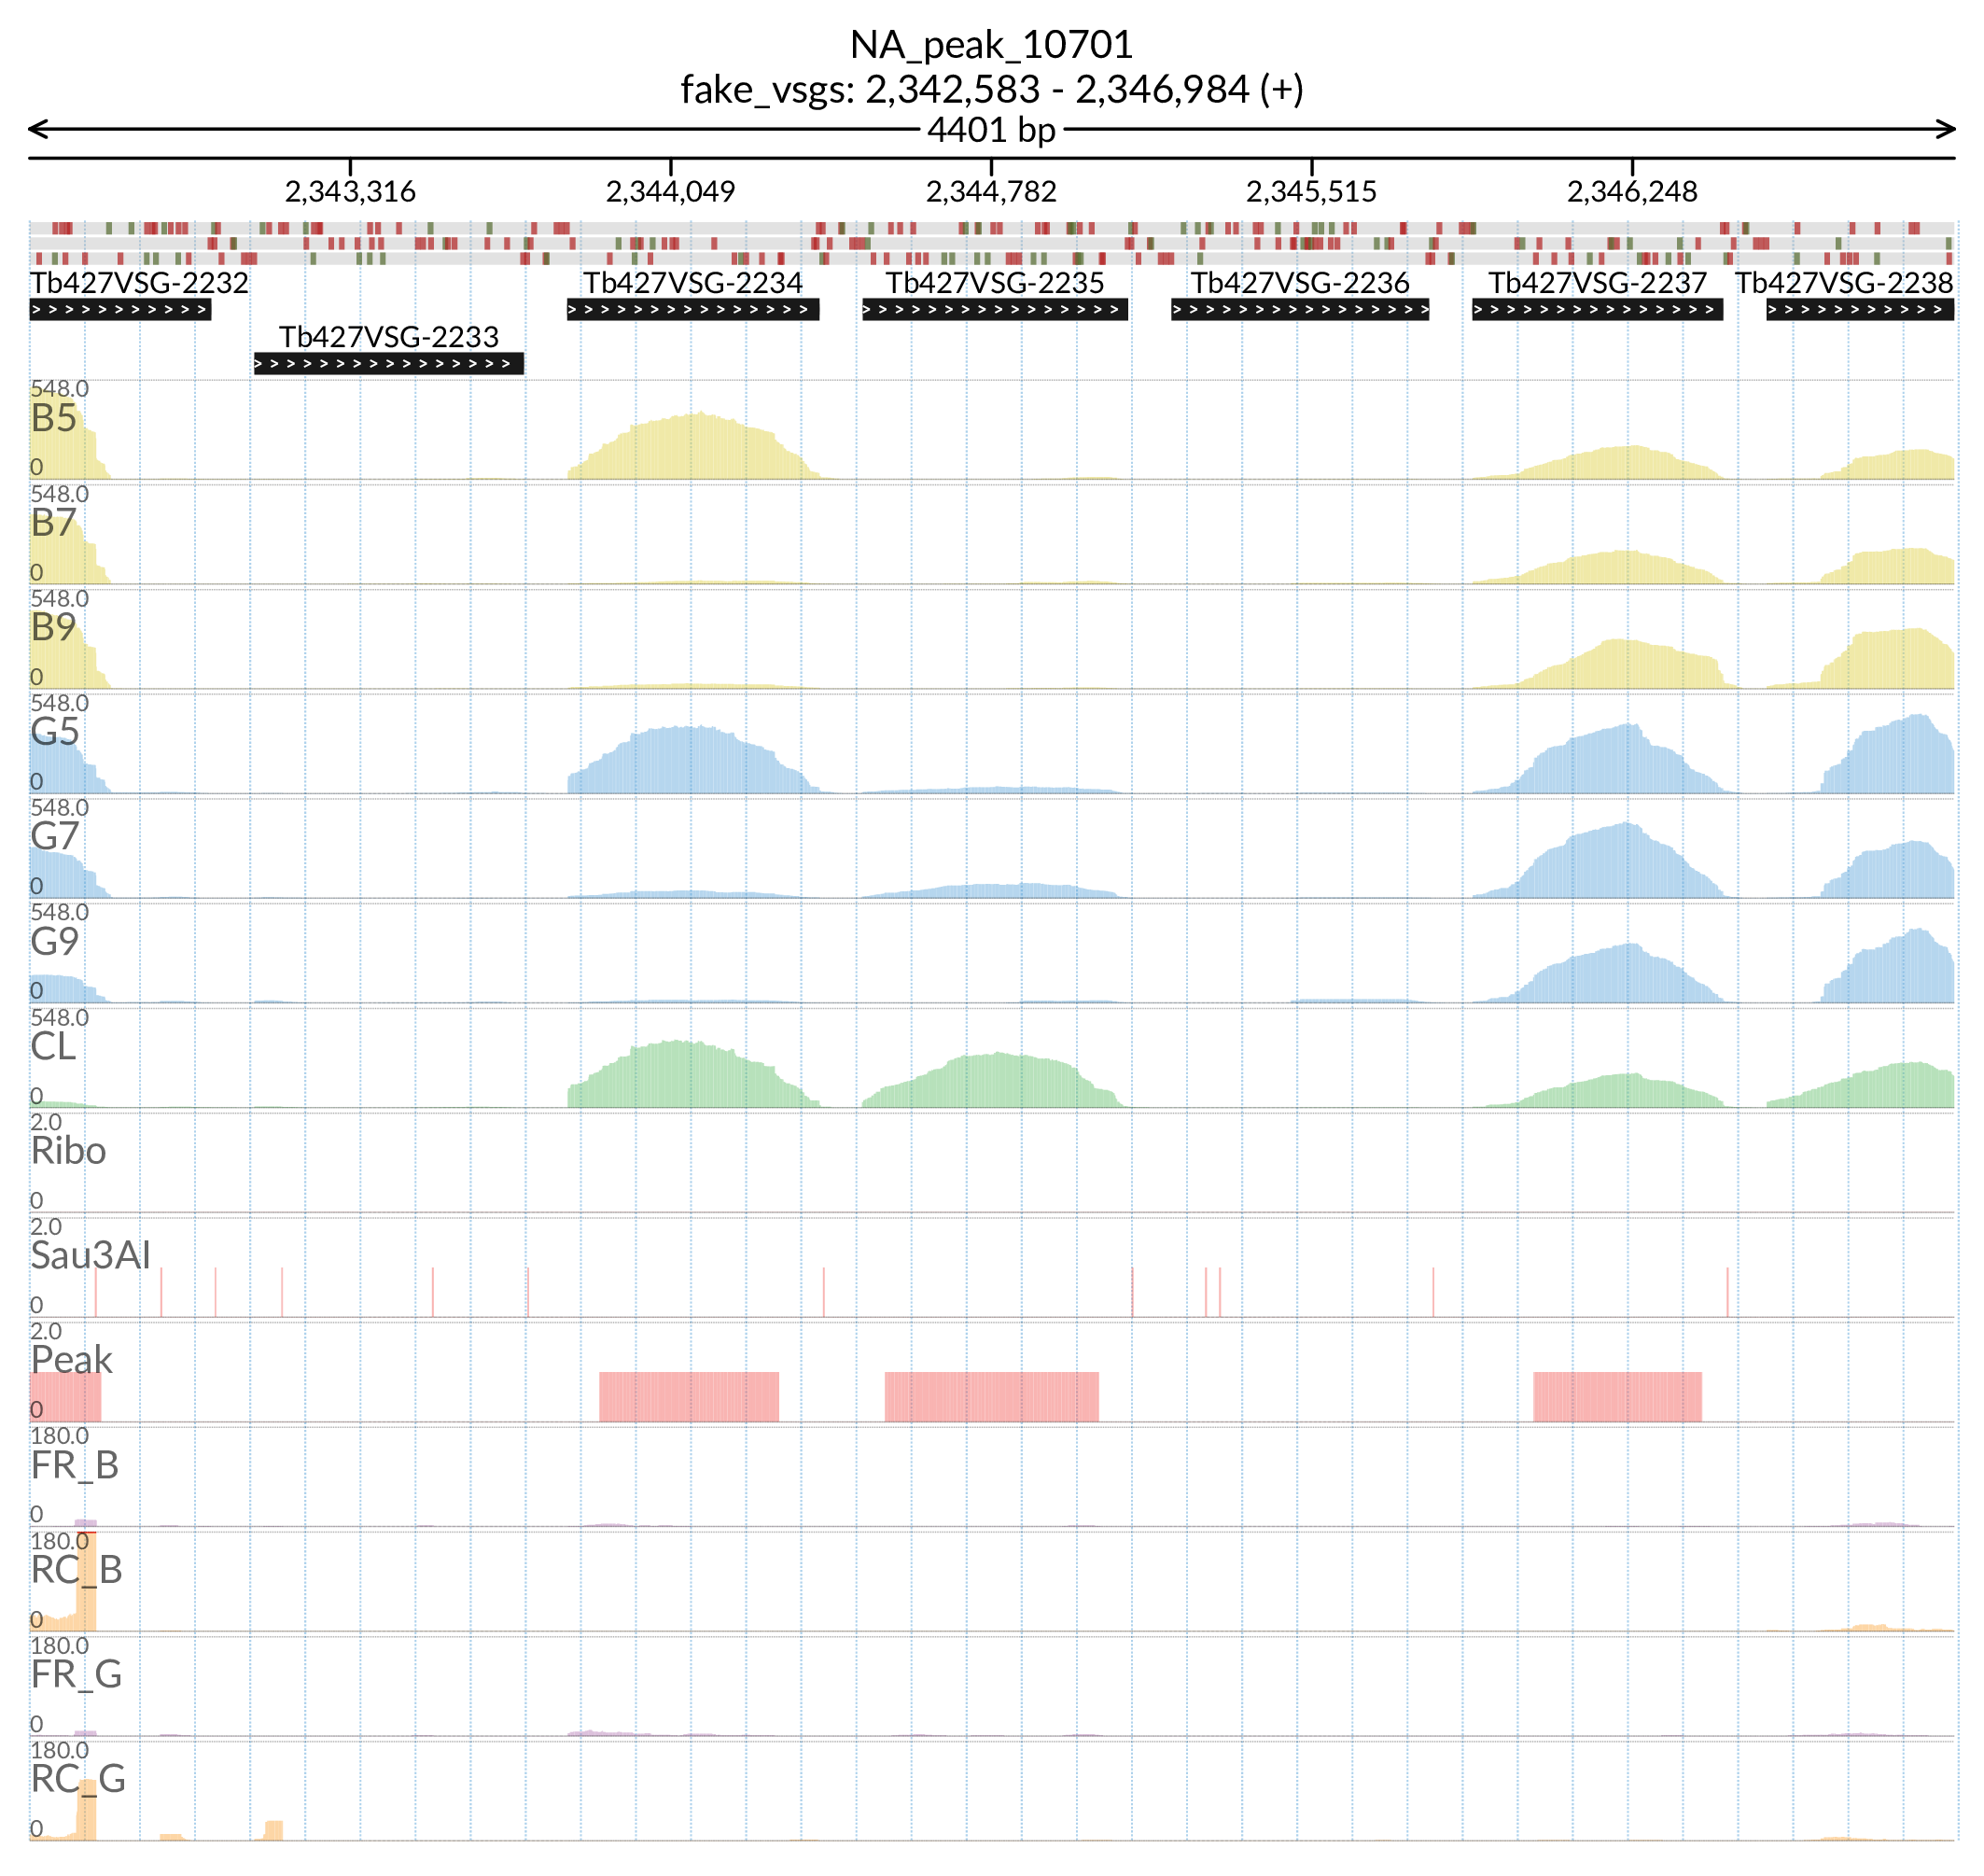 NA_peak_10701
fake_vsgs: 2,342,583 - 2,346,984 (+)
4401 bp
2,343,316 2,344,049 2,344,782 2,345,515 2,346,248
Tb427VSG-2232 Tb427VSG-2234 Tb427VSG-2235 Tb427VSG-2236 Tb427VSG-2237 Tb427VSG-2238
Tb427VSG-2233
548.0
B5
0
548.0
B7
0
548.0
B9
0
548.0
G5
0
548.0
G7
0
548.0
G9
0
548.0
CL
0
2.0
Ribo
0
2.0
Sau3AI
0
2.0
Peak
0
180.0
FR_B
0
180.0
RC_B
0
180.0
FR_G
0
180.0
RC_G
0